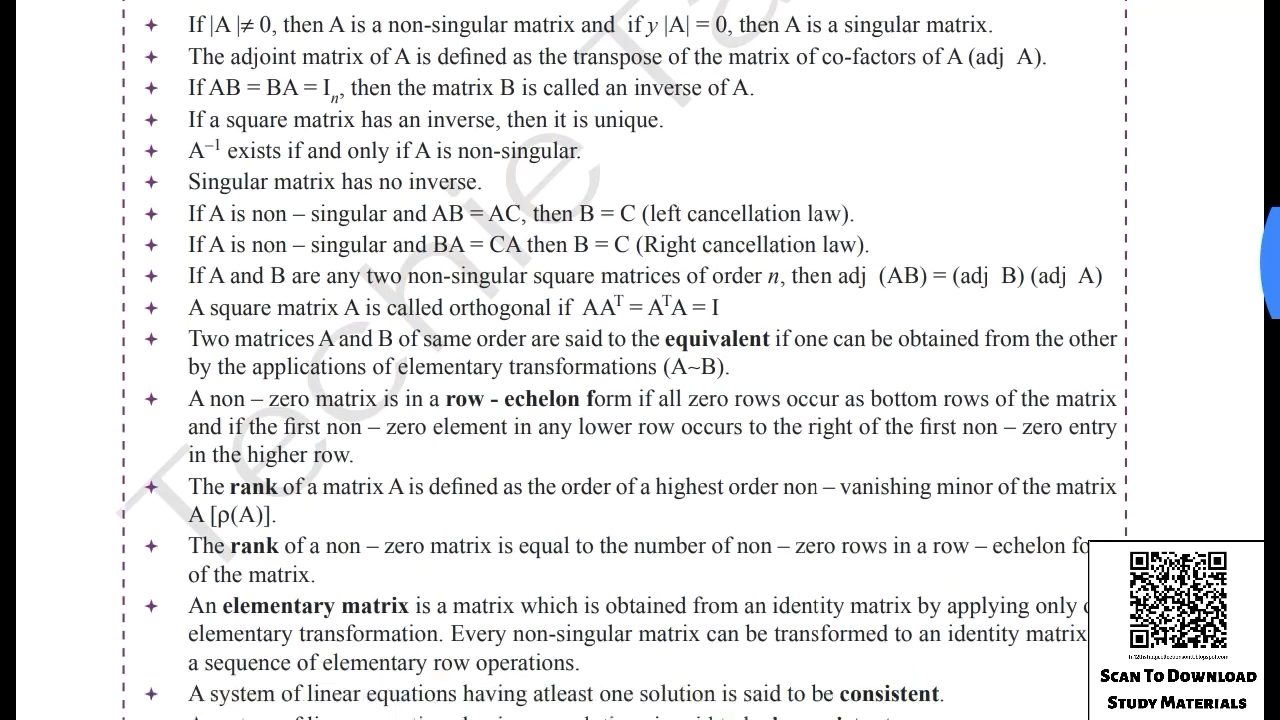 If |A |≠ 0, then A is a non-singular matrix and if y |A| = 0, then A is a singular matrix.
The adjoint matrix of A is defined as the transpose of the matrix of co-factors of A (adj A).
If AB = BA = Iₙ, then the matrix B is called an inverse of A.
If a square matrix has an inverse, then it is unique.
A⁻¹ exists if and only if A is non-singular.
Singular matrix has no inverse.
If A is non – singular and AB = AC, then B = C (left cancellation law).
If A is non – singular and BA = CA then B = C (Right cancellation law).
If A and B are any two non-singular square matrices of order n, then adj (AB) = (adj B) (adj A)
A square matrix A is called orthogonal if AAᵀ = AᵀA = I
Two matrices A and B of same order are said to the equivalent if one can be obtained from the other
by the applications of elementary transformations (A~B).
A non – zero matrix is in a row - echelon form if all zero rows occur as bottom rows of the matrix
and if the first non – zero element in any lower row occurs to the right of the first non – zero entry
in the higher row.
The rank of a matrix A is defined as the order of a highest order non – vanishing minor of the matrix
A [ρ(A)].
The rank of a non – zero matrix is equal to the number of non – zero rows in a row – echelon fo
of the matrix.
An elementary matrix is a matrix which is obtained from an identity matrix by applying only
elementary transformation. Every non-singular matrix can be transformed to an identity matrix
a sequence of elementary row operations.
A system of linear equations having atleast one solution is said to be consistent.
Techie Ta
Scan To Download
Study Materials